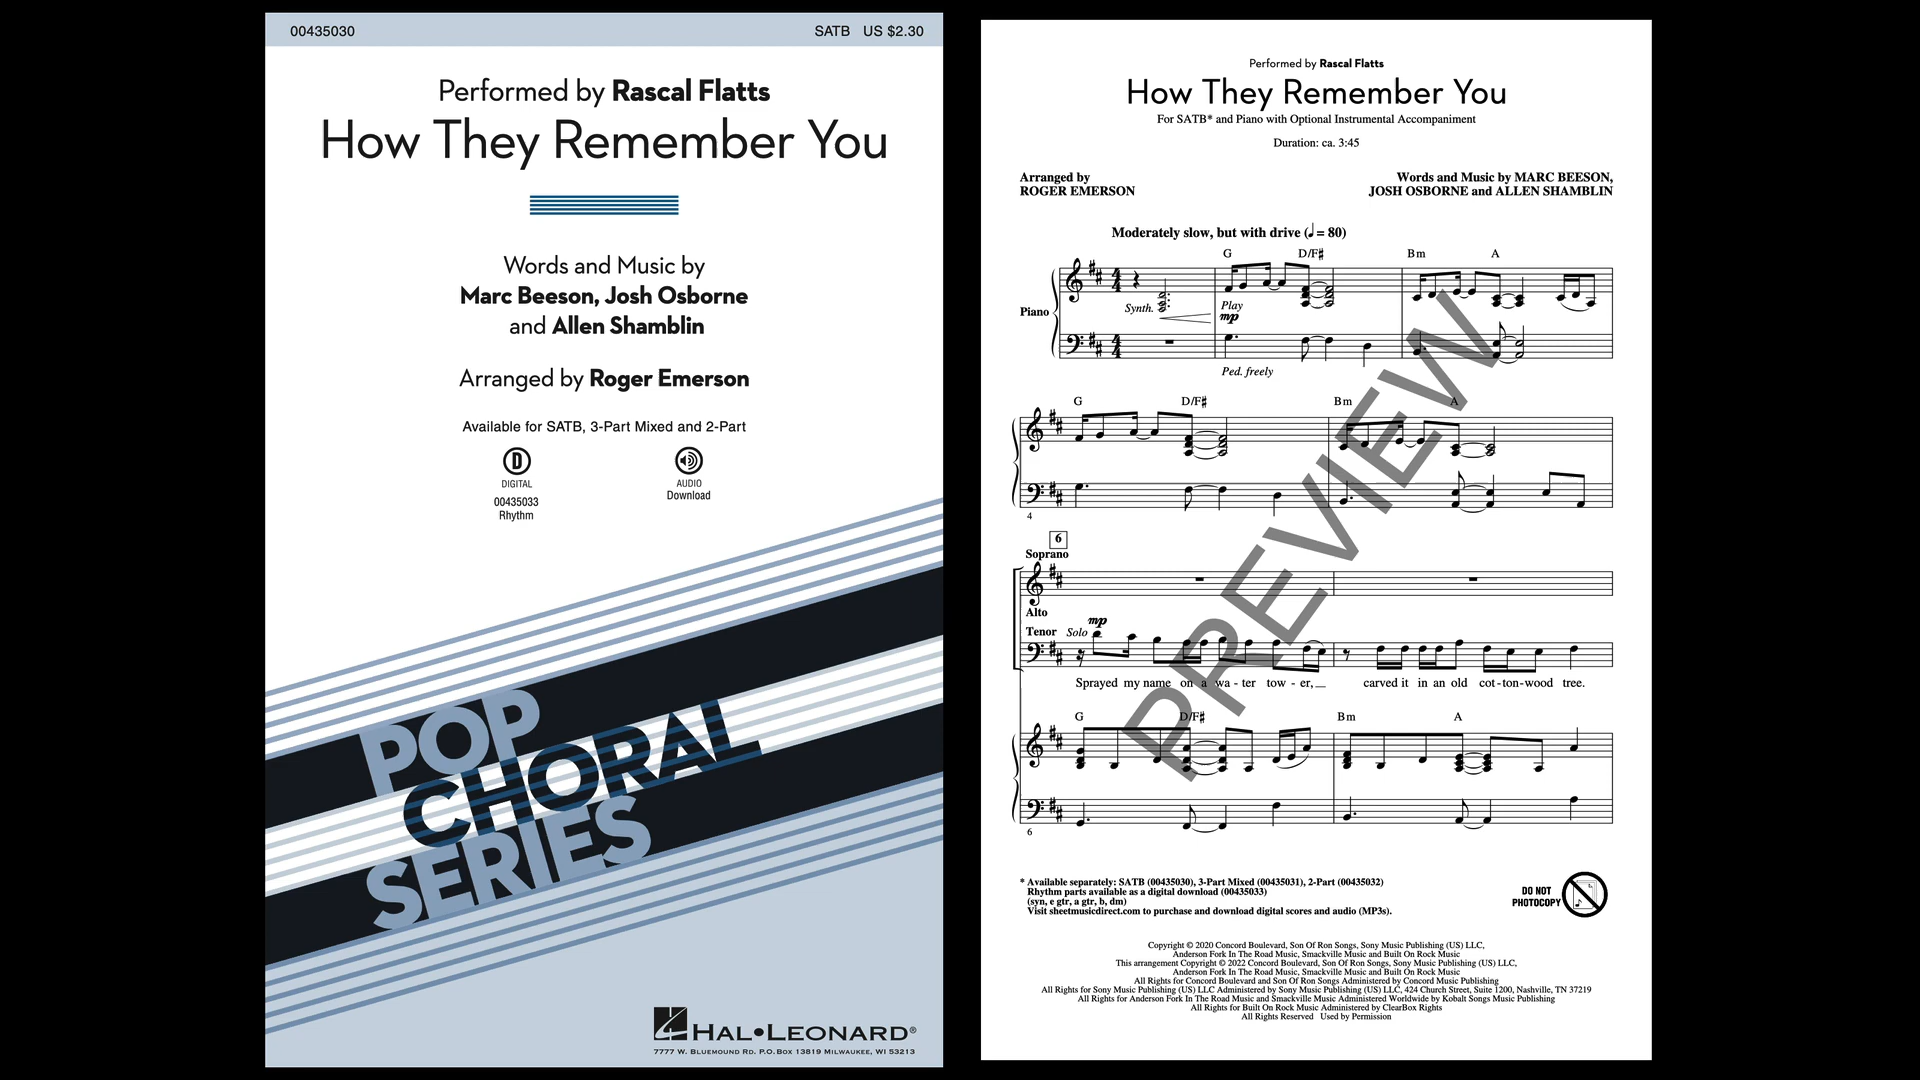 00435030
SATB US $2.30
Performed by Rascal Flatts
How They Remember You
Words and Music by
Marc Beeson, Josh Osborne
and Allen Shamblin
Arranged by Roger Emerson
Available for SATB, 3-Part Mixed and 2-Part
D
DIGITAL
00435033
Rhythm
AUDIO
Download
POP
CHORAL
SERIES
HAL•LEONARD®
7777 W. BLUEMOUND RD. P.O. BOX 13819 MILWAUKEE, WI 53213
Performed by Rascal Flatts
How They Remember You
For SATB* and Piano with Optional Instrumental Accompaniment
Duration: ca. 3:45
Arranged by
ROGER EMERSON
Words and Music by MARC BEESON,
JOSH OSBORNE and ALLEN SHAMBLIN
Moderately slow, but with drive (♩ = 80)
G D/F♯ Bm A
Piano
Synth.
Play
mp
Ped. freely
G D/F♯ Bm A
4
6
Soprano
Alto
Tenor
Solo
mp
Sprayed my name on a wa - ter tow - er,__ carved it in an old cot - ton - wood tree.
G D/F♯ Bm A
6
PREVIEW
* Available separately: SATB (00435030), 3-Part Mixed (00435031), 2-Part (00435032)
Rhythm parts available as a digital download (00435033)
(syn, e gtr, a gtr, b, dm)
Visit sheetmusicdirect.com to purchase and download digital scores and audio (MP3s).
DO NOT
PHOTOCOPY
Copyright © 2020 Concord Boulevard, Son Of Ron Songs, Sony Music Publishing (US) LLC,
Anderson Fork In The Road Music, Smackville Music and Built On Rock Music
This arrangement Copyright © 2022 Concord Boulevard, Son Of Ron Songs, Sony Music Publishing (US) LLC,
Anderson Fork In The Road Music, Smackville Music and Built On Rock Music
All Rights for Concord Boulevard and Son Of Ron Songs Administered by Concord Music Publishing
All Rights for Sony Music Publishing (US) LLC Administered by Sony Music Publishing (US) LLC, 424 Church Street, Suite 1200, Nashville, TN 37219
All Rights for Anderson Fork In The Road Music and Smackville Music Administered Worldwide by Kobalt Songs Music Publishing
All Rights for Built On Rock Music Administered by ClearBox Rights
All Rights Reserved Used by Permission